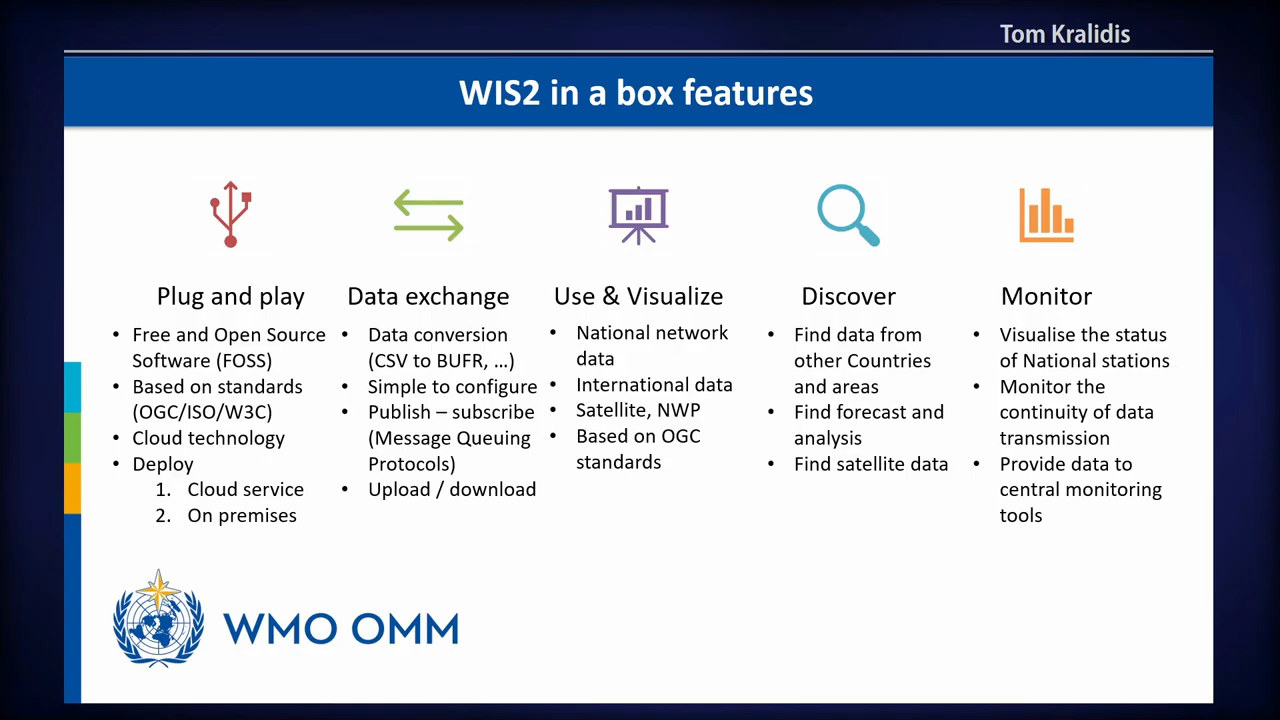 Tom Kralidis
WIS2 in a box features
Plug and play
• Free and Open Source
Software (FOSS)
• Based on standards
(OGC/ISO/W3C)
• Cloud technology
• Deploy
1. Cloud service
2. On premises
Data exchange
• Data conversion
(CSV to BUFR, ...)
• Simple to configure
• Publish – subscribe
(Message Queuing
Protocols)
• Upload / download
Use & Visualize
• National network
data
• International data
• Satellite, NWP
• Based on OGC
standards
Discover
• Find data from
other Countries
and areas
• Find forecast and
analysis
• Find satellite data
Monitor
• Visualise the status
of National stations
• Monitor the
continuity of data
transmission
• Provide data to
central monitoring
tools
WMO OMM